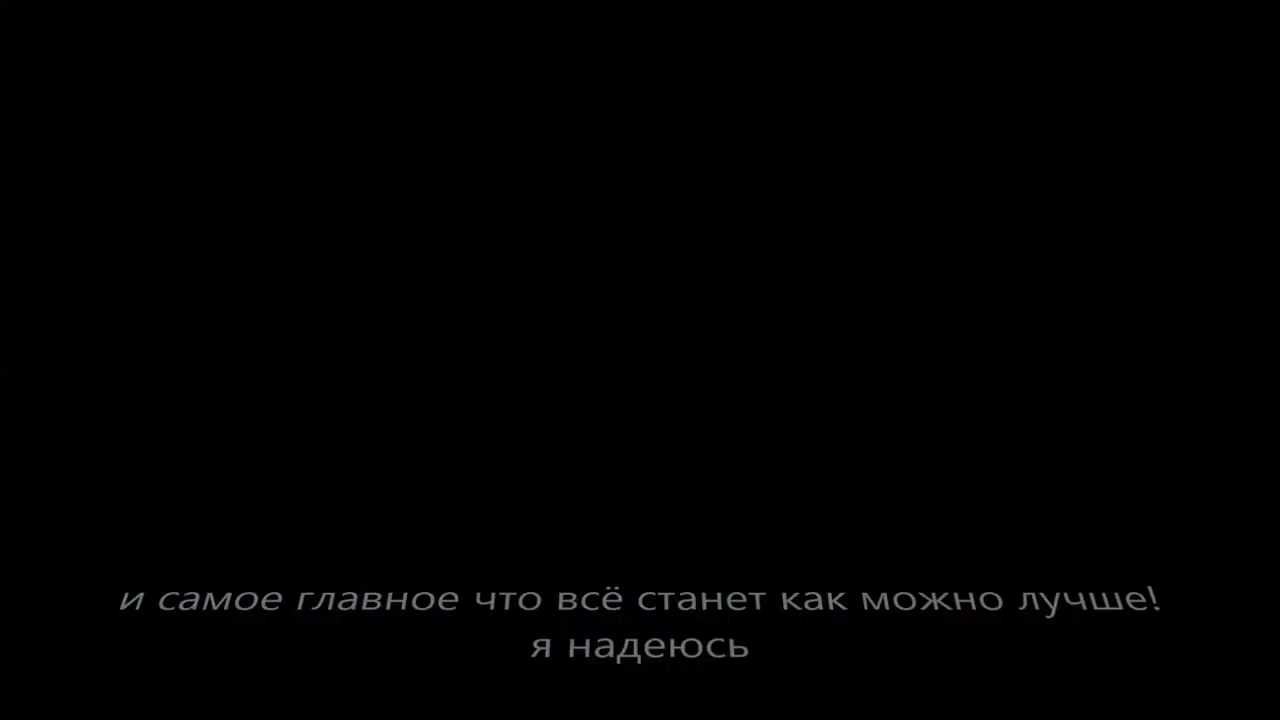 и самое главное что всё станет как можно лучше!
я надеюсь